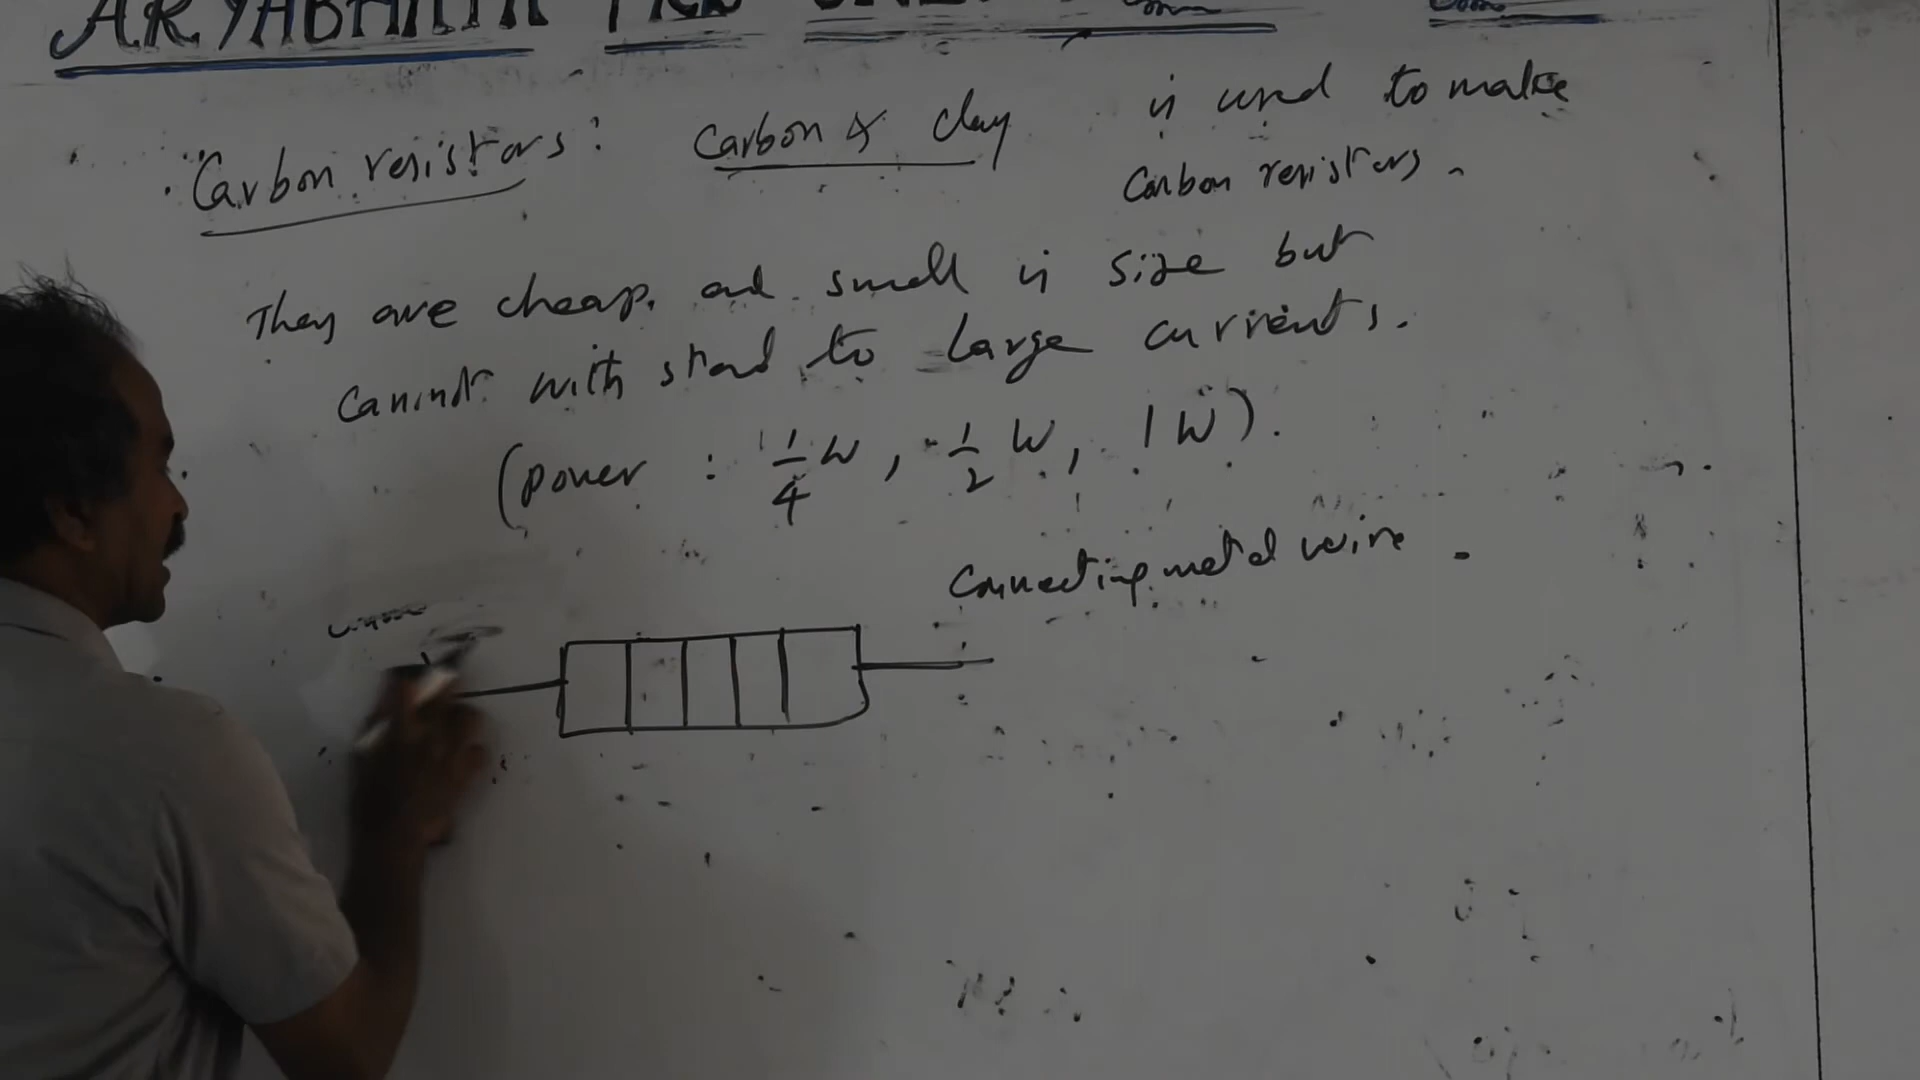 ARYABHATTA
Carbon resistors: Carbon & clay is used to make
Carbon resistors.
They are cheap. and small in size but
Cannot with stand to Large currents.
(power : 1/4 W, 1/2 W, 1 W).
Connecting metal wire.